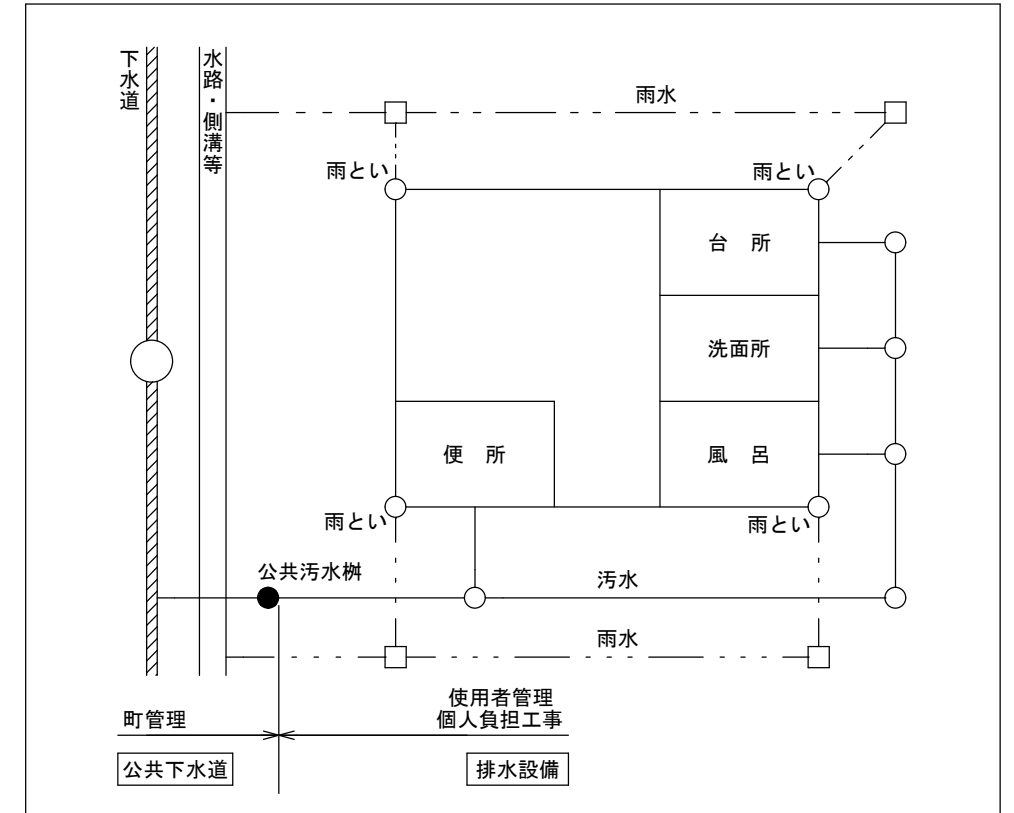 下水道
水路・側溝等
雨水
雨とい
雨とい
台 所
洗面所
便 所
風 呂
雨とい
雨とい
公共汚水桝
汚水
雨水
使用者管理
町管理
個人負担工事
公共下水道
排水設備